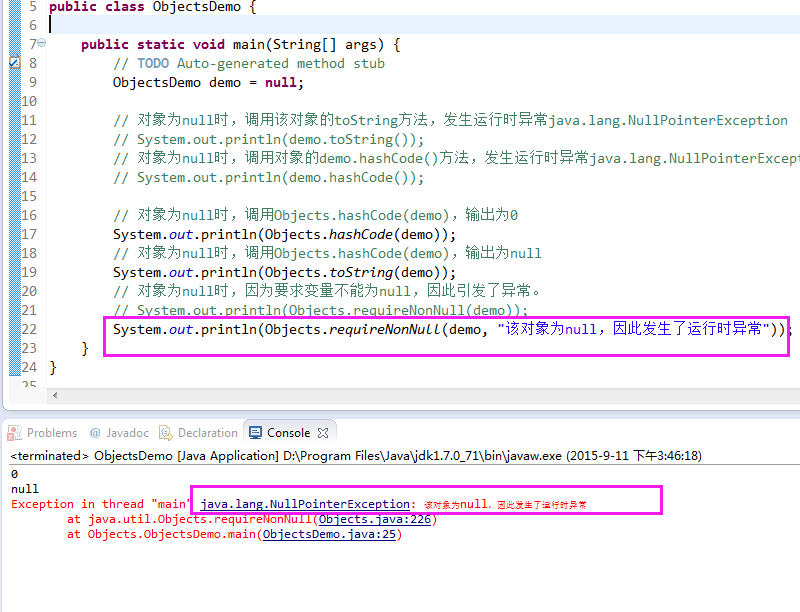 5 public class ObjectsDemo {
6
7 public static void main(String[] args) {
8 // TODO Auto-generated method stub
9 ObjectsDemo demo = null;
10
11 // 对象为null时，调用该对象的toString方法，发生运行时异常java.lang.NullPointerException
12 // System.out.println(demo.toString());
13 // 对象为null时，调用对象的demo.hashCode()方法，发生运行时异常java.lang.NullPointerExcept
14 // System.out.println(demo.hashCode());
15
16 // 对象为null时，调用Objects.hashCode(demo)，输出为0
17 System.out.println(Objects.hashCode(demo));
18 // 对象为null时，调用Objects.hashCode(demo)，输出为null
19 System.out.println(Objects.toString(demo));
20 // 对象为null时，因为要求变量不能为null，因此引发了异常。
21 // System.out.println(Objects.requireNonNull(demo));
22 System.out.println(Objects.requireNonNull(demo, "该对象为null，因此发生了运行时异常"));
23 }
24 }
25
Problems @ Javadoc Declaration Console
<terminated> ObjectsDemo [Java Application] D:\Program Files\Java\jdk1.7.0_71\bin\javaw.exe (2015-9-11 下午3:46:18)
0
null
Exception in thread "main" java.lang.NullPointerException: 该对象为null，因此发生了运行时异常
at java.util.Objects.requireNonNull(Objects.java:226)
at Objects.ObjectsDemo.main(ObjectsDemo.java:25)